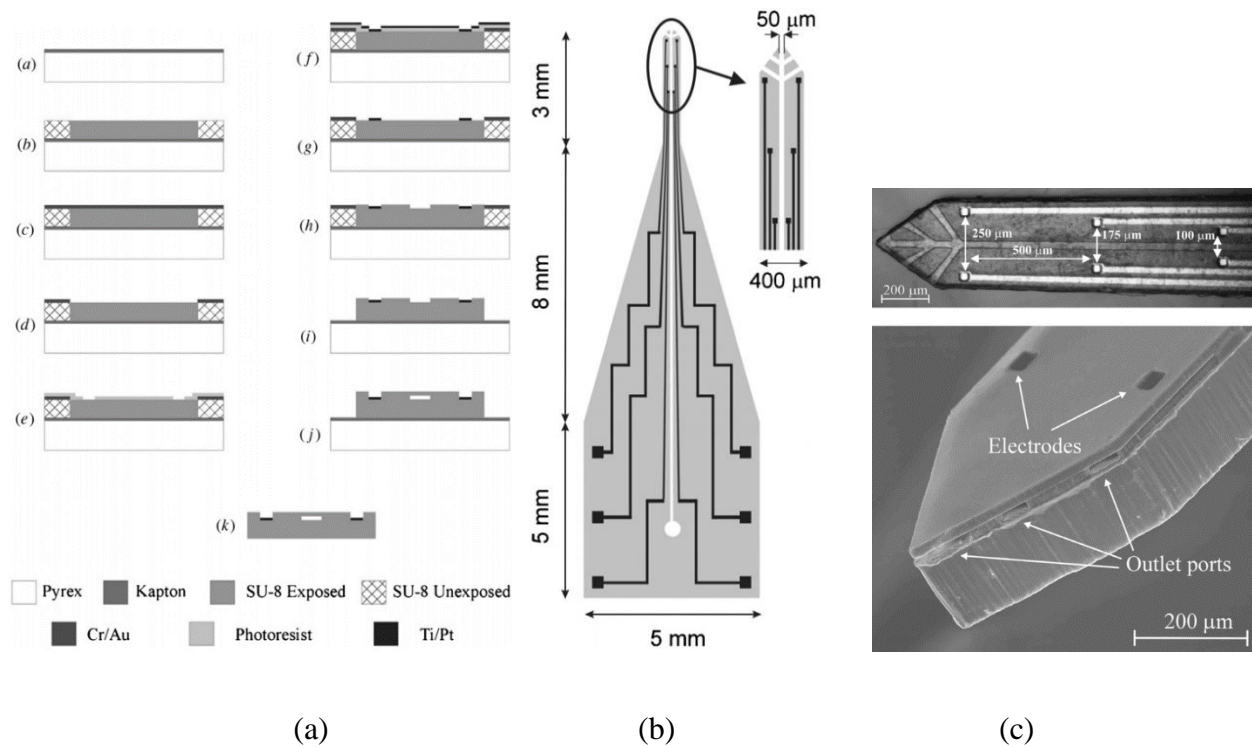 (a)
(b)
(c)
(d)
(e)
(f)
(g)
(h)
(i)
(j)
(k)
Pyrex
Kapton
SU-8 Exposed
SU-8 Unexposed
Cr/Au
Photoresist
Ti/Pt
3 mm
8 mm
5 mm
5 mm
50 μm
400 μm
250 μm
500 μm
175 μm
100 μm
200 μm
Electrodes
Outlet ports
200 μm
(a)
(b)
(c)